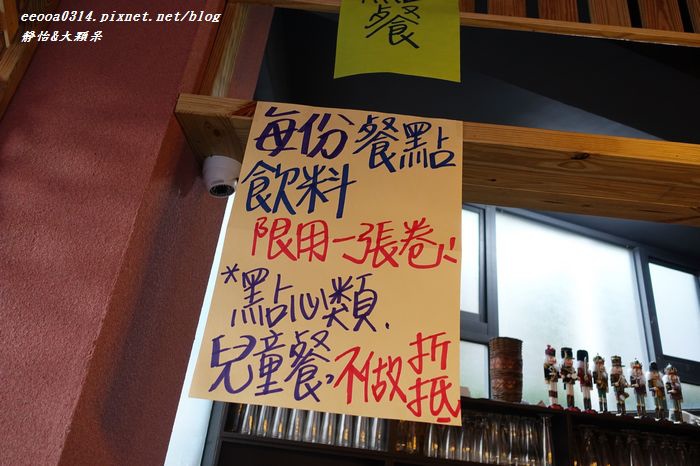 eeooa0314.pixnet.net/blog
靜怡&大顆呆
餐
每份餐點
飲料
限用一張卷!!
*點心類.
兒童餐,不做折抵